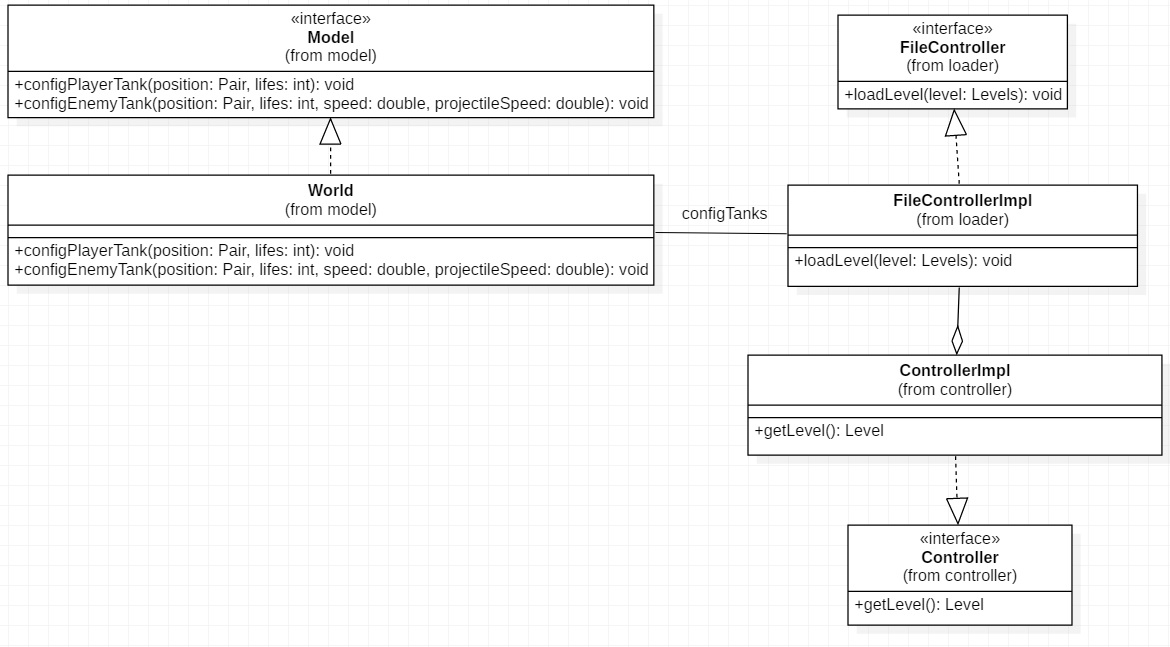 «interface»
Model
(from model)
+configPlayerTank(position: Pair, lifes: int): void
+configEnemyTank(position: Pair, lifes: int, speed: double, projectileSpeed: double): void
«interface»
FileController
(from loader)
+loadLevel(level: Levels): void
World
(from model)
+configPlayerTank(position: Pair, lifes: int): void
+configEnemyTank(position: Pair, lifes: int, speed: double, projectileSpeed: double): void
configTanks
FileControllerImpl
(from loader)
+loadLevel(level: Levels): void
ControllerImpl
(from controller)
+getLevel(): Level
«interface»
Controller
(from controller)
+getLevel(): Level